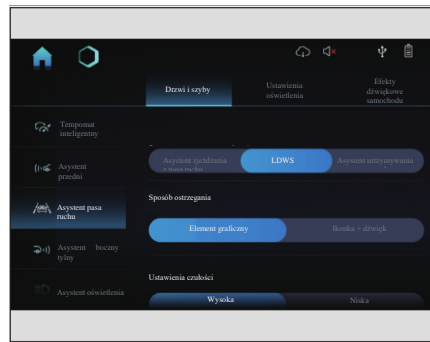 Drzwi i szyby
Ustawienia
oświetlenia
Efekty
dźwiękowe
samochodu
Tempomat
inteligentny
Asystent
przedni
Asystent pasa
ruchu
Asystent boczny
tylny
Asystent oświetlenia
Asystent zjeżdżania
z pasa ruchu
LDWS
Asystent utrzymywania
Sposób ostrzegania
Element graficzny
Ikonka + dźwięk
Ustawienia czułości
Wysoka
Niska